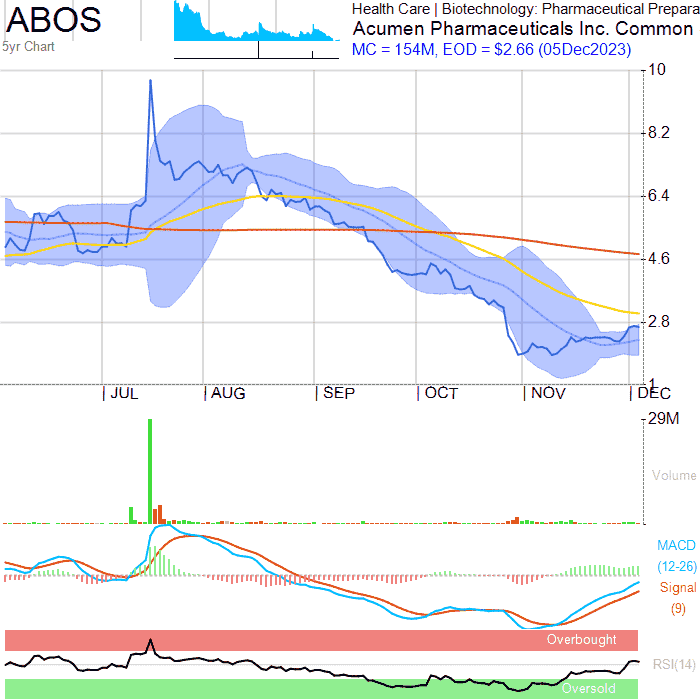 ABOS
5yr Chart
Health Care | Biotechnology: Pharmaceutical Prepara
Acumen Pharmaceuticals Inc. Common
MC = 154M, EOD = $2.66 (05Dec2023)
10
8.2
6.4
4.6
2.8
1
JUL AUG SEP OCT NOV DEC
29M
Volume
MACD
(12-26)
Signal
(9)
Overbought
RSI(14)
Oversold